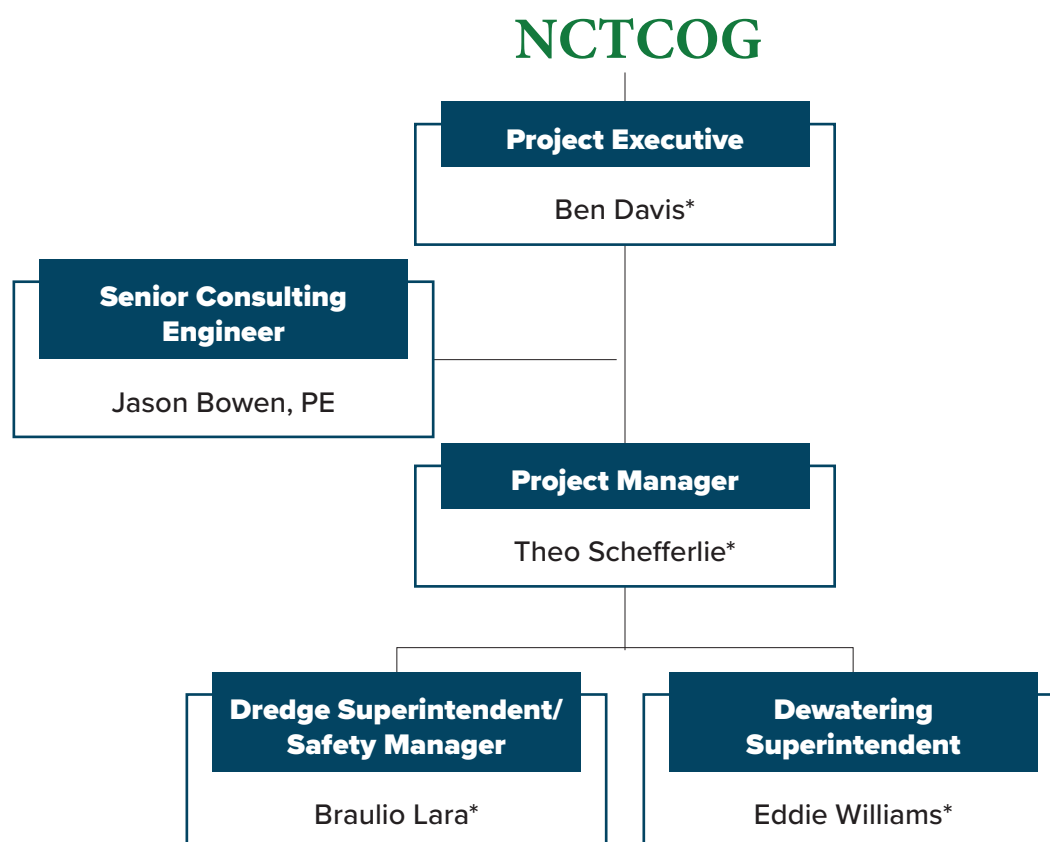 NCTCOG
Project Executive
Ben Davis*
Senior Consulting
Engineer
Jason Bowen, PE
Project Manager
Theo Schefferlie*
Dredge Superintendent/
Safety Manager
Braulio Lara*
Dewatering
Superintendent
Eddie Williams*